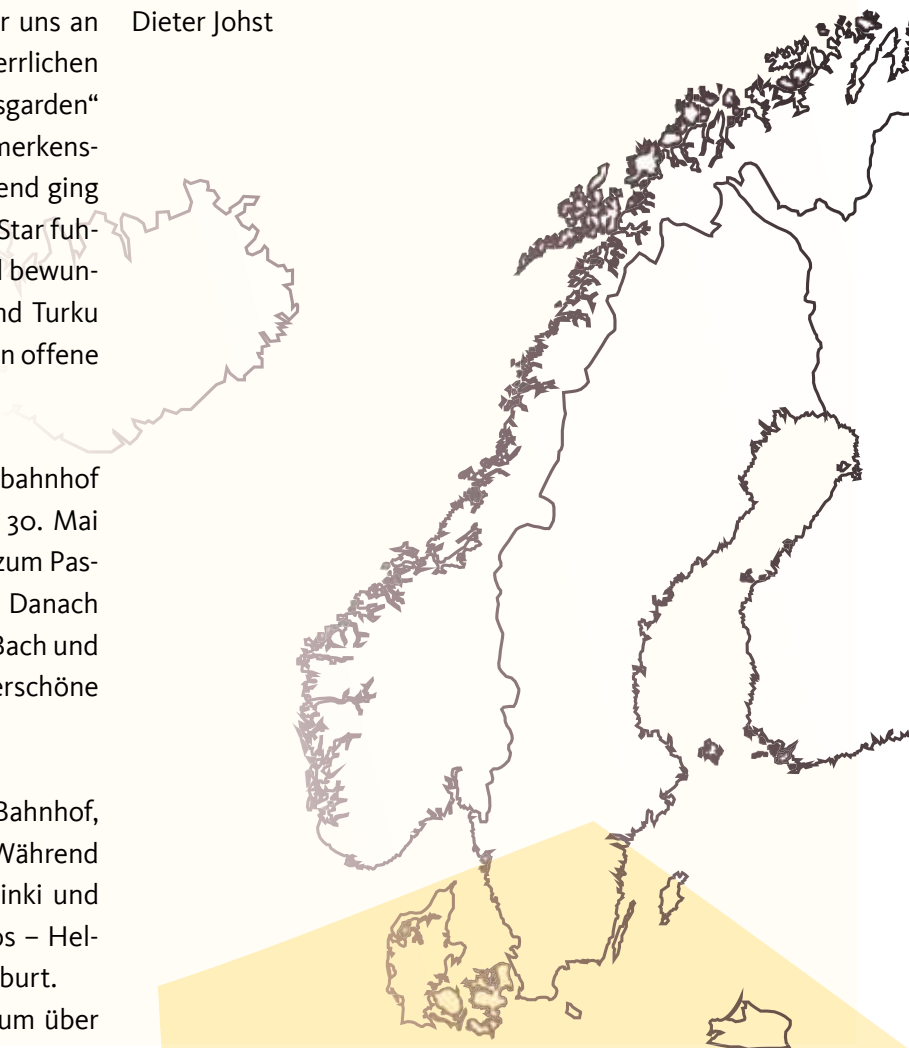 r uns an
errlichen
sgarden“
merkens-
end ging
Star fuh-
l bewun-
nd Turku
n offene
bahnhof
30. Mai
zum Pas-
Danach
Bach und
erschöne
Bahnhof,
Während
inki und
os – Hel-
burt.
um über
Dieter Johst